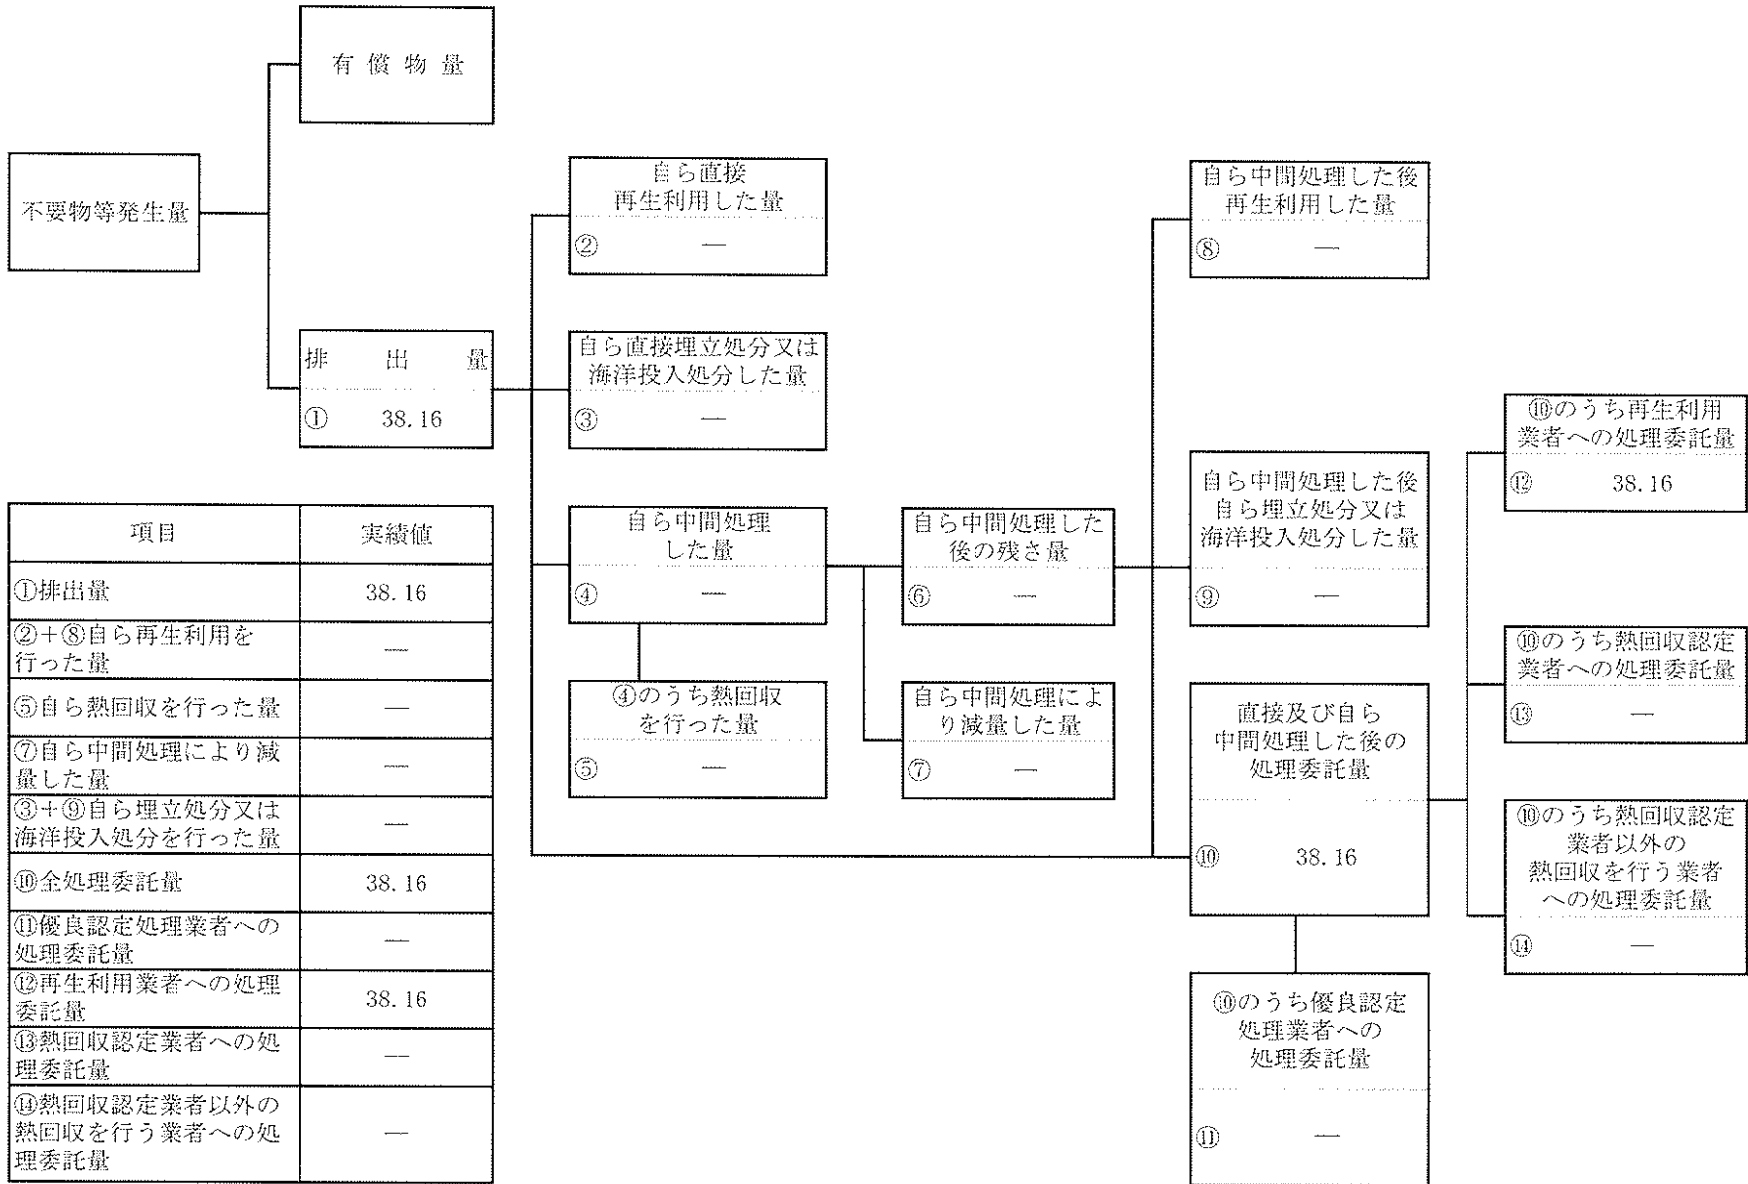 有償物量
不要物等発生量
排出量
① 38.16
自ら直接
再生利用した量
② —
自ら直接埋立処分又は
海洋投入処分した量
③ —
自ら中間処理
した量
④ —
④のうち熱回収
を行った量
⑤ —
自ら中間処理した
後の残さ量
⑥ —
自ら中間処理によ
り減量した量
⑦ —
自ら中間処理した後
再生利用した量
⑧ —
自ら中間処理した後
自ら埋立処分又は
海洋投入処分した量
⑨ —
直接及び自ら
中間処理した後の
処理委託量
⑩ 38.16
⑩のうち優良認定
処理業者への
処理委託量
⑪ —
⑩のうち再生利用
業者への処理委託量
⑫ 38.16
⑩のうち熱回収認定
業者への処理委託量
⑬ —
⑩のうち熱回収認定
業者以外の
熱回収を行う業者
への処理委託量
⑭ —
項目 実績値
①排出量 38.16
②+⑧自ら再生利用を
行った量 —
⑤自ら熱回収を行った量 —
⑦自ら中間処理により減
量した量 —
③+⑨自ら埋立処分又は
海洋投入処分を行った量 —
⑩全処理委託量 38.16
⑪優良認定処理業者への
処理委託量 —
⑫再生利用業者への処理
委託量 38.16
⑬熱回収認定業者への処
理委託量 —
⑭熱回収認定業者以外の
熱回収を行う業者への処
理委託量 —